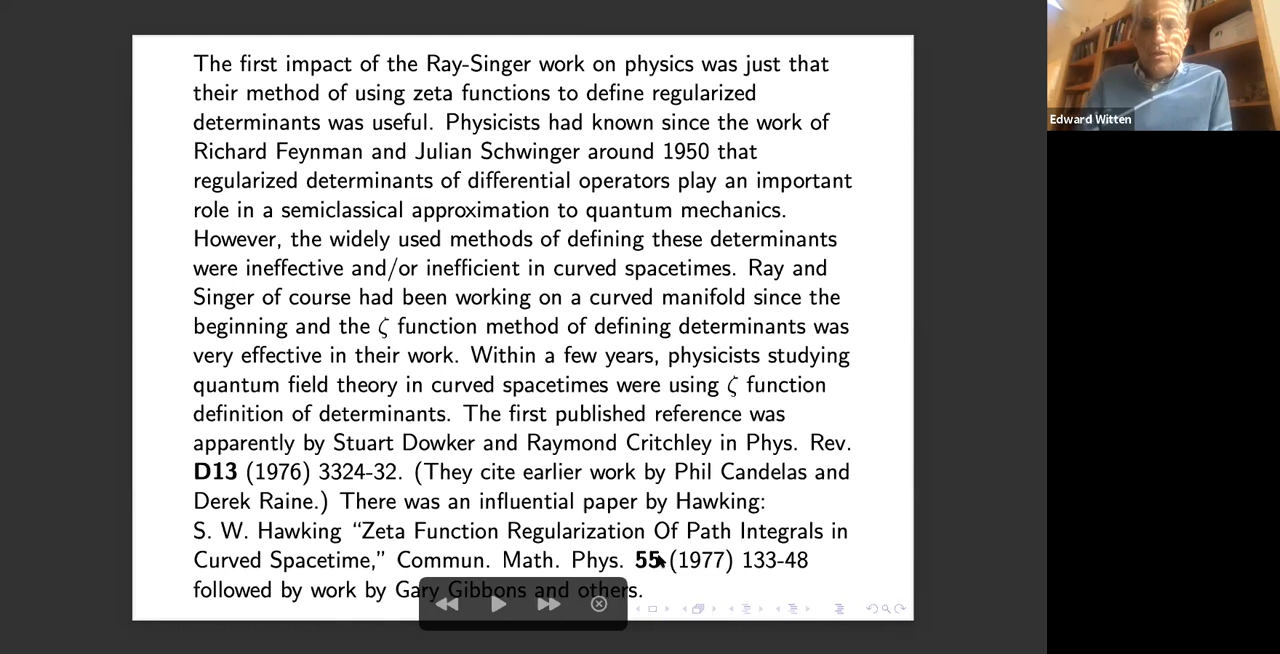 The first impact of the Ray-Singer work on physics was just that
their method of using zeta functions to define regularized
determinants was useful. Physicists had known since the work of
Richard Feynman and Julian Schwinger around 1950 that
regularized determinants of differential operators play an important
role in a semiclassical approximation to quantum mechanics.
However, the widely used methods of defining these determinants
were ineffective and/or inefficient in curved spacetimes. Ray and
Singer of course had been working on a curved manifold since the
beginning and the ζ function method of defining determinants was
very effective in their work. Within a few years, physicists studying
quantum field theory in curved spacetimes were using ζ function
definition of determinants. The first published reference was
apparently by Stuart Dowker and Raymond Critchley in Phys. Rev.
D13 (1976) 3324-32. (They cite earlier work by Phil Candelas and
Derek Raine.) There was an influential paper by Hawking:
S. W. Hawking “Zeta Function Regularization Of Path Integrals in
Curved Spacetime,” Commun. Math. Phys. 55 (1977) 133-48
followed by work by Gary Gibbons and others.
Edward Witten